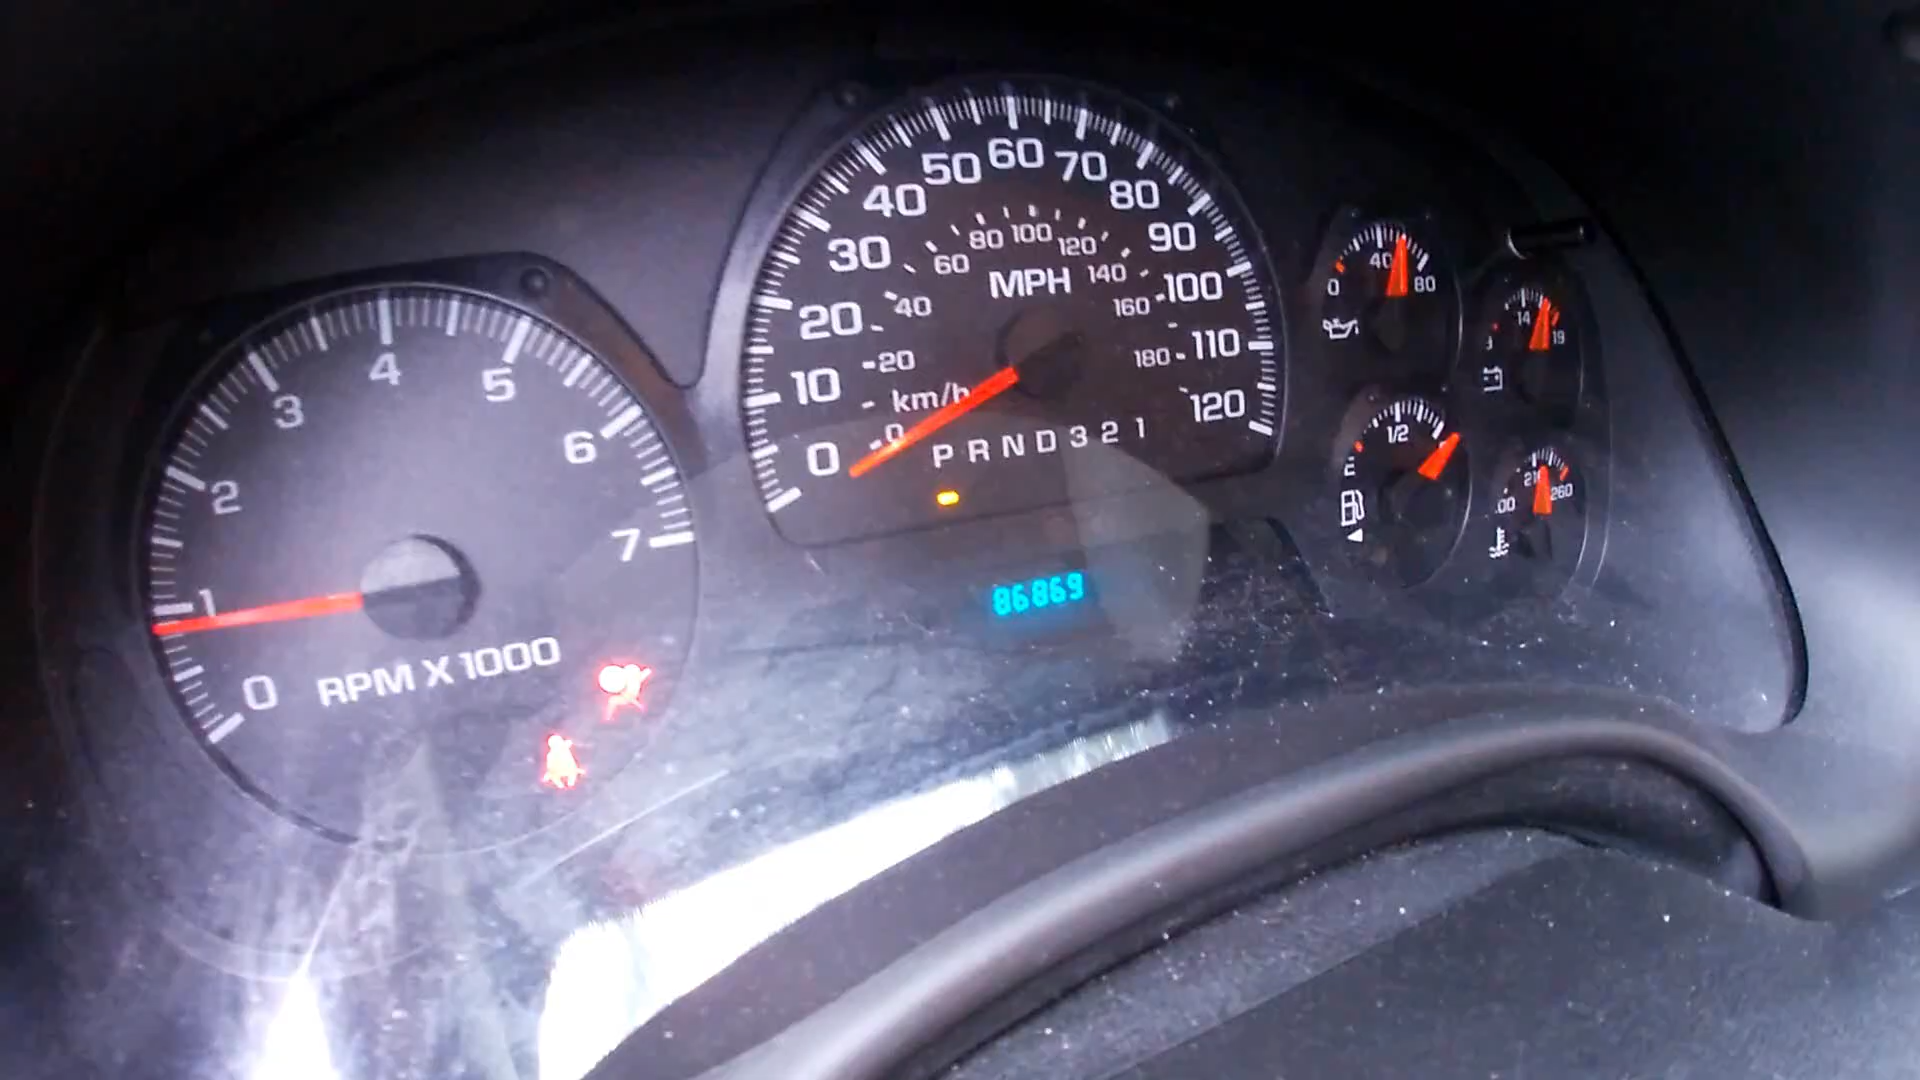 0 1 2 3 4 5 6 7
RPM X 1000
0 10 20 30 40 50 60 70 80 90 100 110 120
MPH
0 20 40 60 80 100 120 140 160 180
km/h
P R N D 3 2 1
86869
0 40 80
14 19
1/2
260